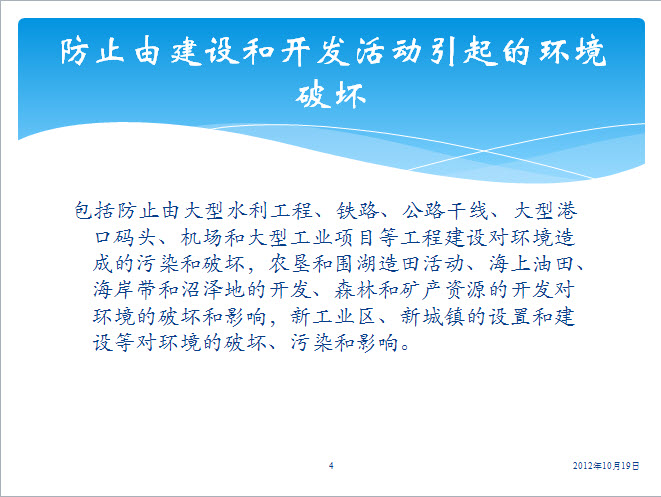 防止由建设和开发活动引起的环境
破坏
包括防止由大型水利工程、铁路、公路干线、大型港
口码头、机场和大型工业项目等工程建设对环境造
成的污染和破坏，农垦和围湖造田活动、海上油田、
海岸带和沼泽地的开发、森林和矿产资源的开发对
环境的破坏和影响，新工业区、新城镇的设置和建
设等对环境的破坏、污染和影响。
4
2012年10月19日